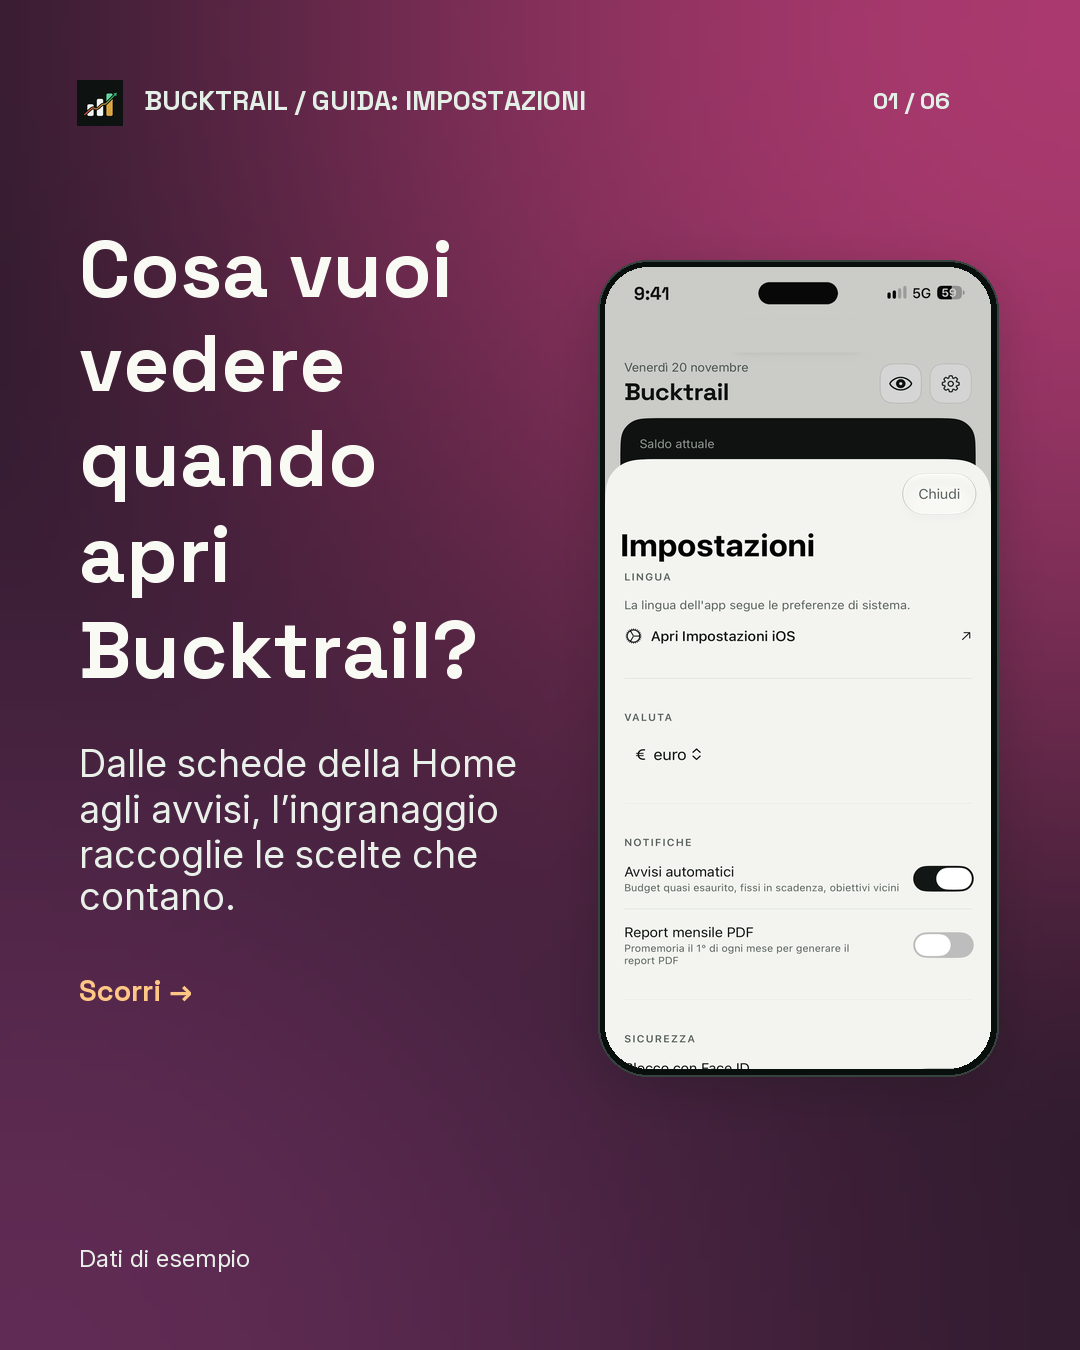 BUCKTRAIL / GUIDA: IMPOSTAZIONI
01 / 06
Cosa vuoi
vedere
quando
apri
Bucktrail?
Dalle schede della Home
agli avvisi, l’ingranaggio
raccoglie le scelte che
contano.
Scorri →
Dati di esempio
9:41
5G 59
Venerdì 20 novembre
Bucktrail
Saldo attuale
Chiudi
Impostazioni
LINGUA
La lingua dell'app segue le preferenze di sistema.
Apri Impostazioni iOS
VALUTA
€ euro
NOTIFICHE
Avvisi automatici
Budget quasi esaurito, fissi in scadenza, obiettivi vicini
Report mensile PDF
Promemoria il 1° di ogni mese per generare il
report PDF
SICUREZZA
Blocco con Face ID